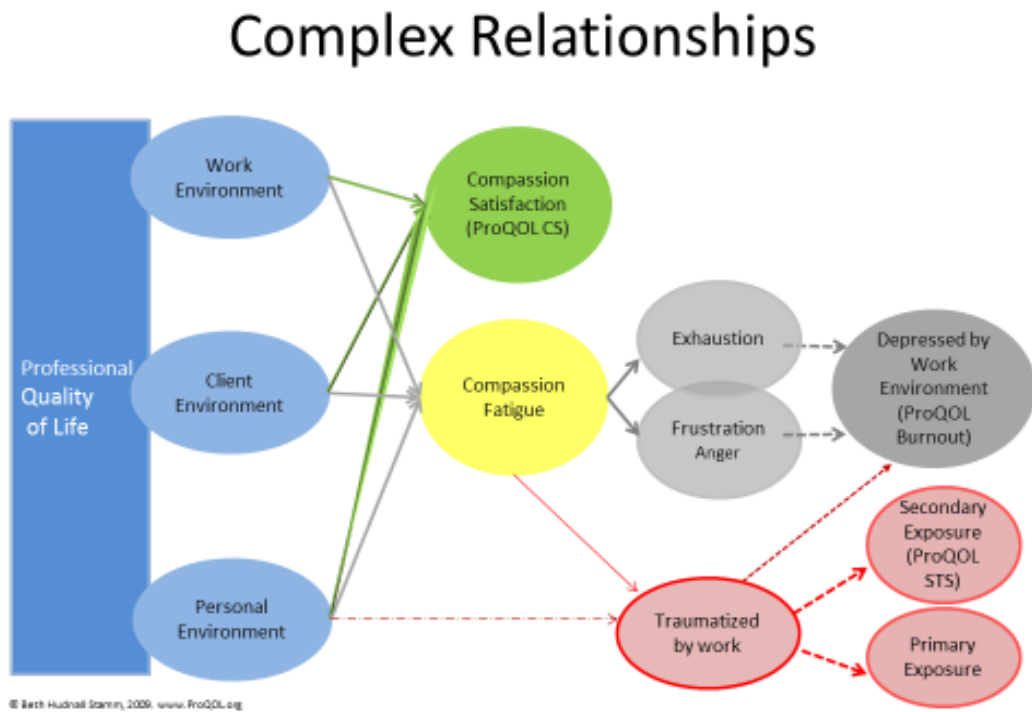 Complex Relationships
Work
Environment
Compassion
Satisfaction
(ProQOL CS)
Professional
Quality
of Life
Client
Environment
Compassion
Fatigue
Exhaustion
Frustration
Anger
Depressed by
Work
Environment
(ProQOL
Burnout)
Secondary
Exposure
(ProQOL
STS)
Personal
Environment
Traumatized
by work
Primary
Exposure
© Beth Hudnall Stamm, 2009. www.ProQOL.org